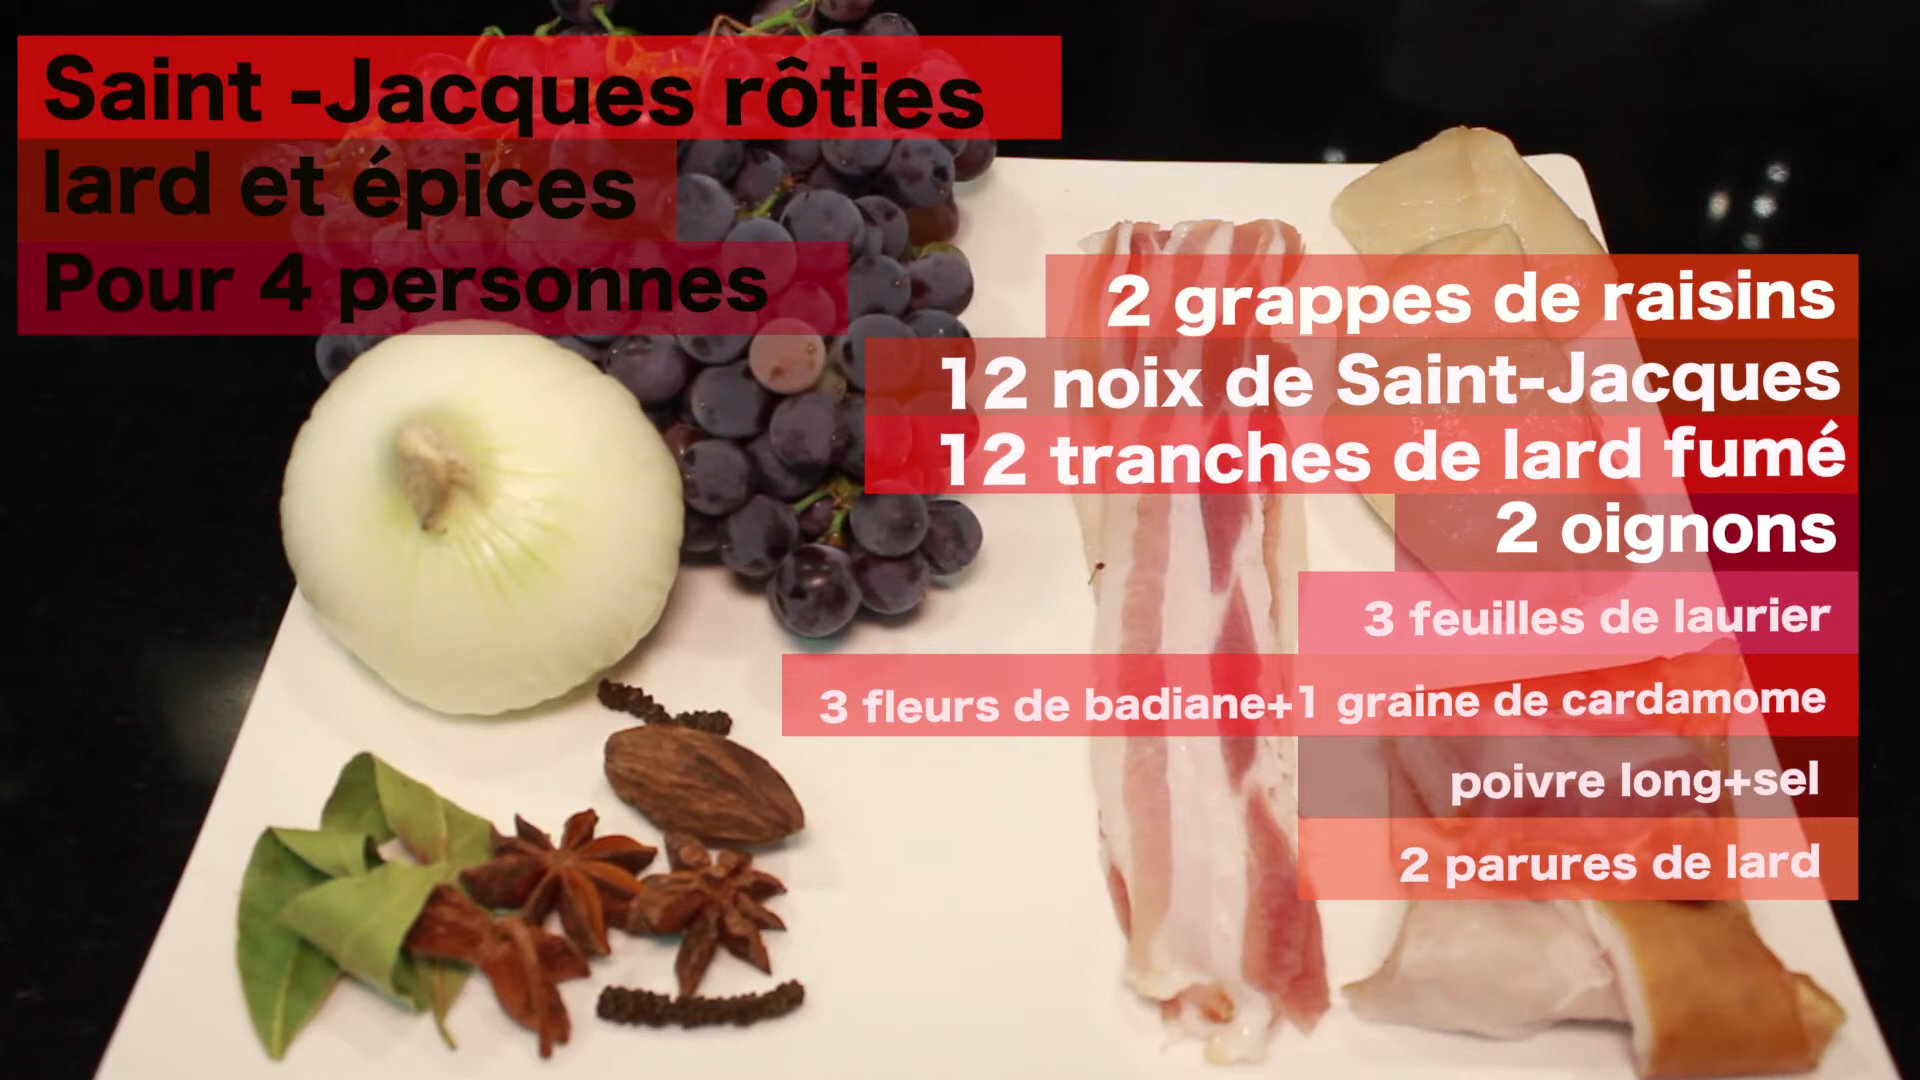 Saint -Jacques rôties
lard et épices
Pour 4 personnes
2 grappes de raisins
12 noix de Saint-Jacques
12 tranches de lard fumé
2 oignons
3 feuilles de laurier
3 fleurs de badiane+1 graine de cardamome
poivre long+sel
2 parures de lard